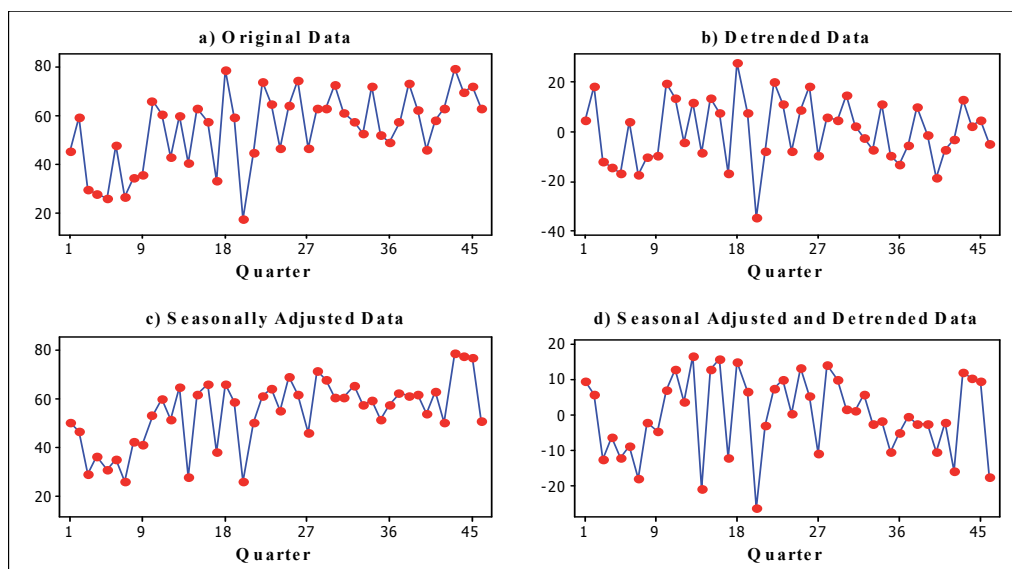 a) Original Data
80
60
40
20
1 9 18 27 36 45
Quarter
b) Detrended Data
20
0
-20
-40
1 9 18 27 36 45
Quarter
c) Seasonally Adjusted Data
80
60
40
20
1 9 18 27 36 45
Quarter
d) Seasonal Adjusted and Detrended Data
20
10
0
-10
-20
1 9 18 27 36 45
Quarter